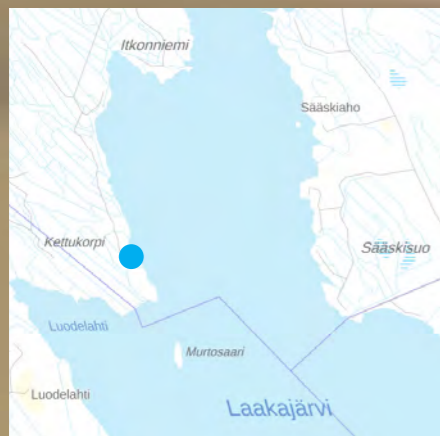 Itkonniemi
Sääskiaho
Kettukorpi
Sääskisuo
Luodelahti
Murtosaari
Luodelahti
Laakajärvi